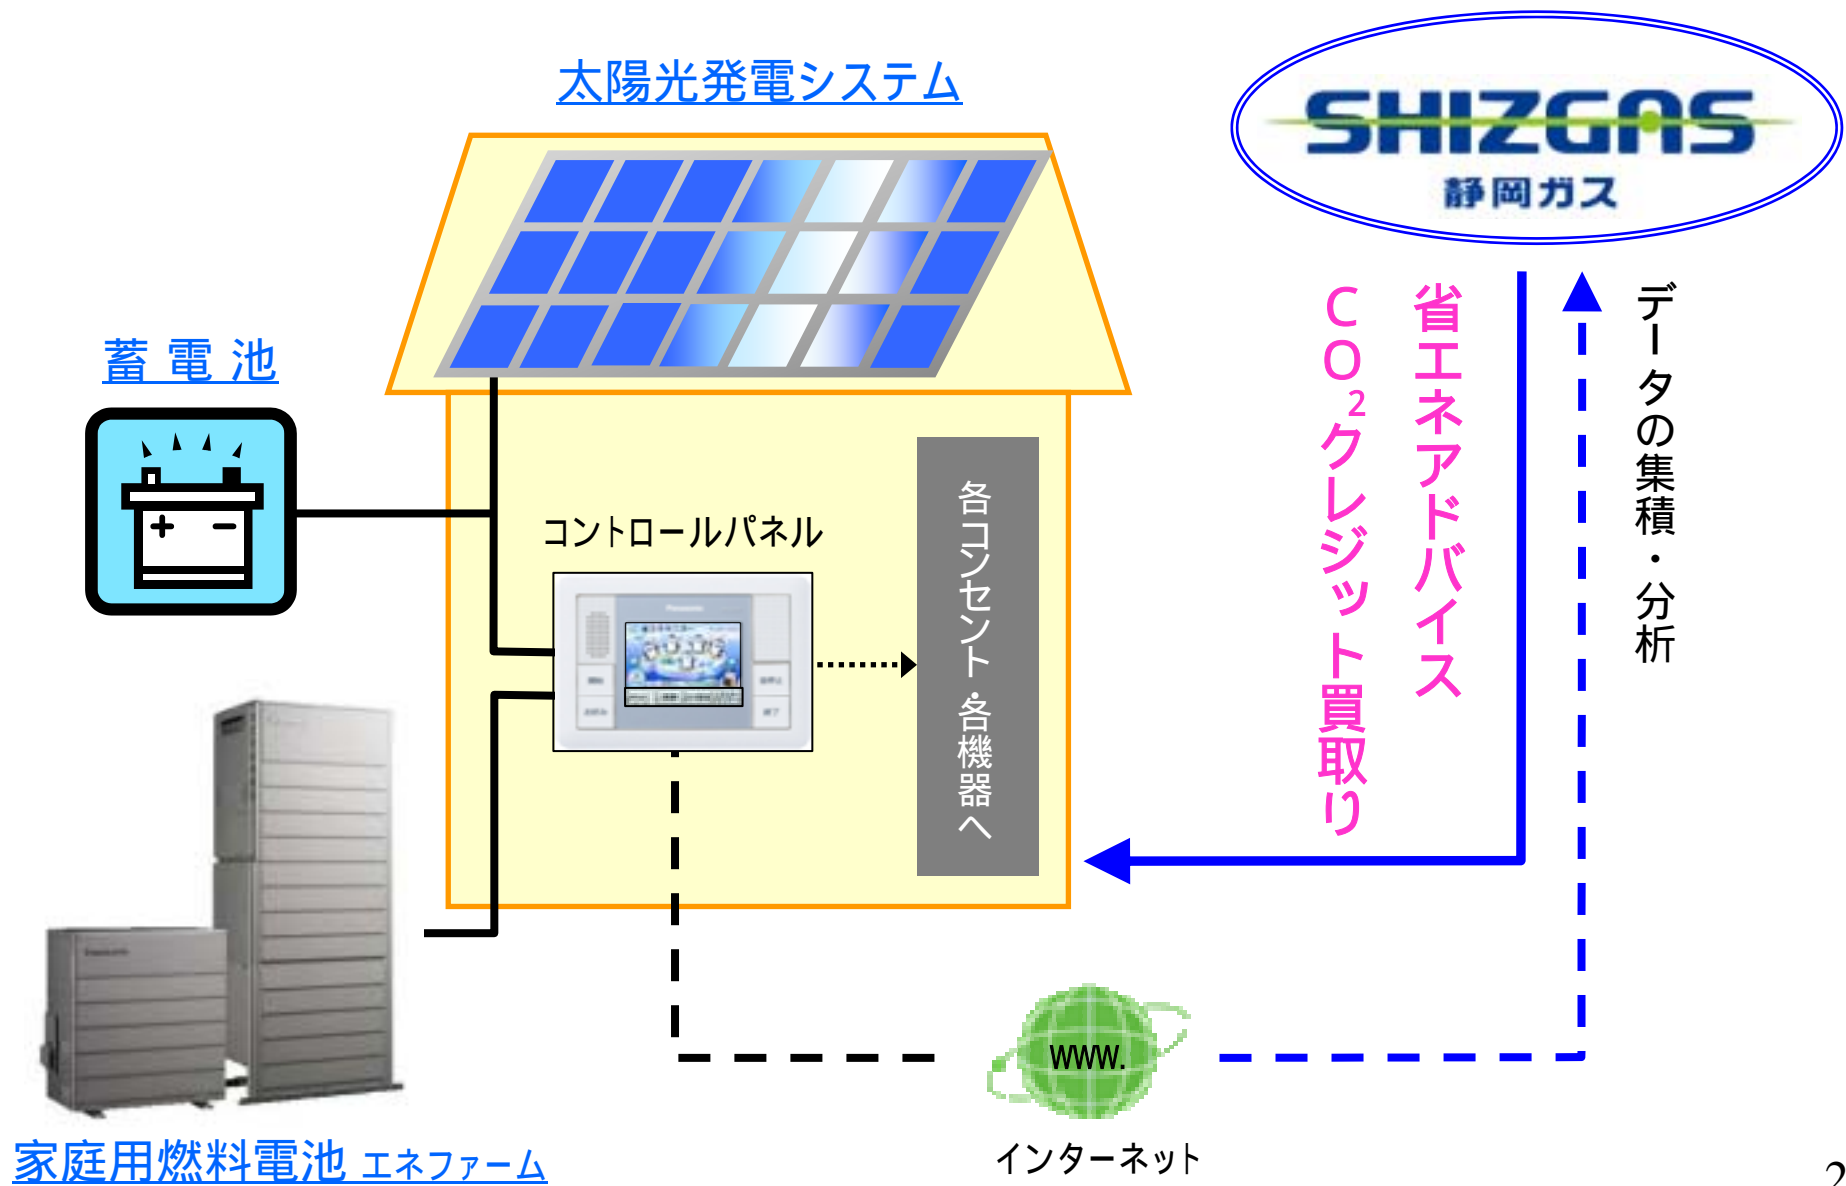 太陽光発電システム
SHIZGAS
静岡ガス
蓄電池
+ −
コントロールパネル
Panasonic
終了
各コンセント・各機器へ
省エネアドバイス
CO₂クレジット買取り
データの集積・分析
WWW.
インターネット
家庭用燃料電池 エネファーム
2